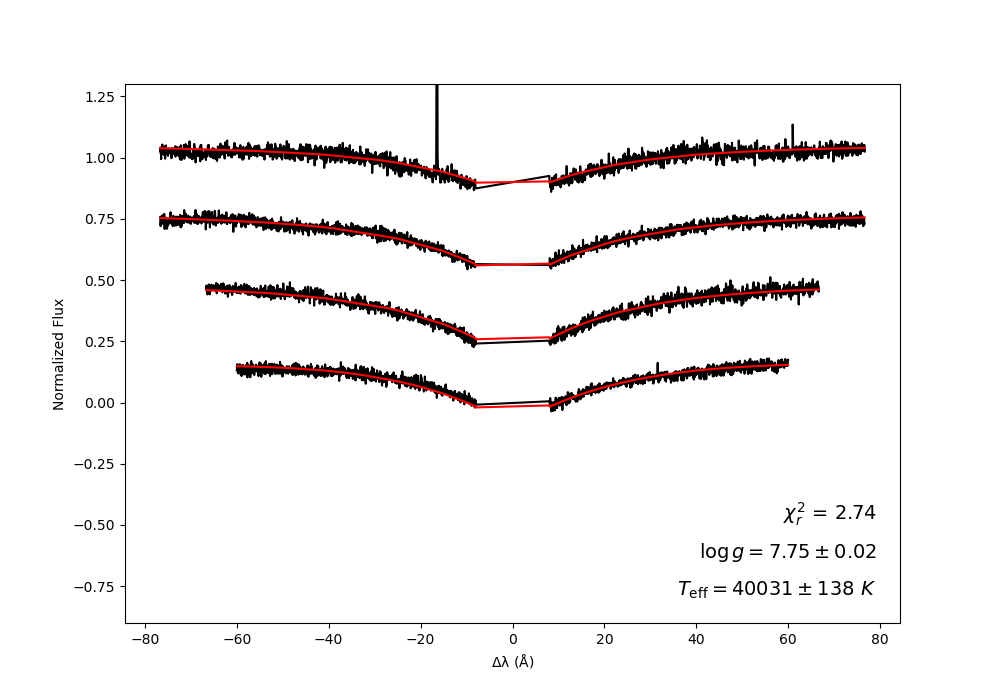 1.25
1.00
0.75
0.50
0.25
0.00
−0.25
−0.50
−0.75
Normalized Flux
χ²ᵣ = 2.74
log g = 7.75 ± 0.02
T_eff = 40031 ± 138 K
−80 −60 −40 −20 0 20 40 60 80
Δλ (Å)